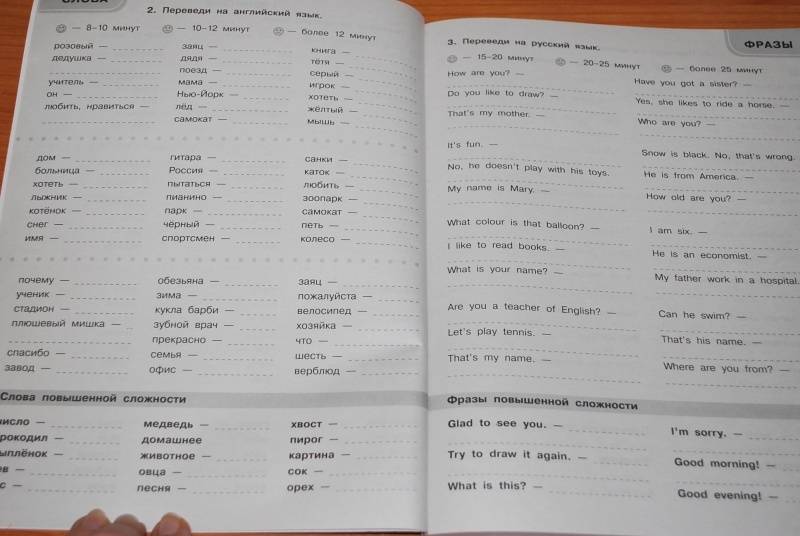 СЛОВА
2. Переведи на английский язык.
— 8–10 минут — 10–12 минут — более 12 минут
розовый —
дедушка —
учитель —
он —
любить, нравиться —
заяц —
дядя —
поезд —
мама —
Нью-Йорк —
лёд —
самокат —
книга —
тётя —
серый —
игрок —
хотеть —
жёлтый —
мышь —
дом —
больница —
хотеть —
лыжник —
котёнок —
снег —
имя —
гитара —
Россия —
пытаться —
пианино —
парк —
чёрный —
спортсмен —
санки —
каток —
любить —
зоопарк —
самокат —
петь —
колесо —
почему —
ученик —
стадион —
плюшевый мишка —
спасибо —
завод —
обезьяна —
зима —
кукла барби —
зубной врач —
прекрасно —
семья —
офис —
заяц —
пожалуйста —
велосипед —
хозяйка —
что —
шесть —
верблюд —
Слова повышенной сложности
исло —
рокодил —
ыплёнок —
ев —
с —
медведь —
домашнее
животное —
овца —
песня —
хвост —
пирог —
картина —
сок —
орех —
ФРАЗЫ
3. Переведи на русский язык.
— 15–20 минут — 20–25 минут — более 25 минут
How are you? —
Do you like to draw? —
That's my mother. —
It's fun. —
No, he doesn't play with his toys.
My name is Mary. —
What colour is that balloon? —
I like to read books. —
What is your name? —
Are you a teacher of English? —
Let's play tennis. —
That's my name. —
Have you got a sister? —
Yes, she likes to ride a horse. —
Who are you? —
Snow is black. No, that's wrong.
He is from America. —
How old are you? —
I am six. —
He is an economist. —
My father work in a hospital.
Can he swim? —
That's his name. —
Where are you from? —
Фразы повышенной сложности
Glad to see you. —
Try to draw it again. —
What is this? —
I'm sorry. —
Good morning! —
Good evening! —